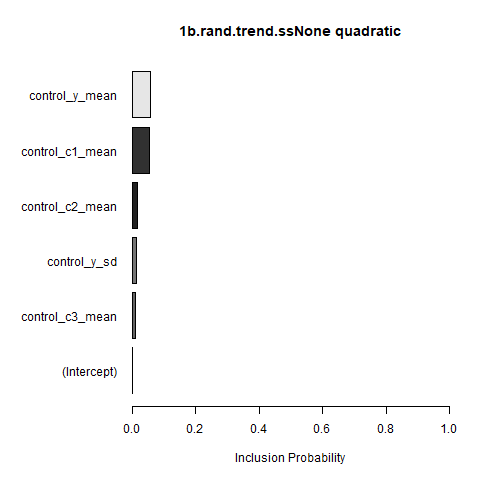 1b.rand.trend.ssNone quadratic
control_y_mean
control_c1_mean
control_c2_mean
control_y_sd
control_c3_mean
(Intercept)
0.0 0.2 0.4 0.6 0.8 1.0
Inclusion Probability